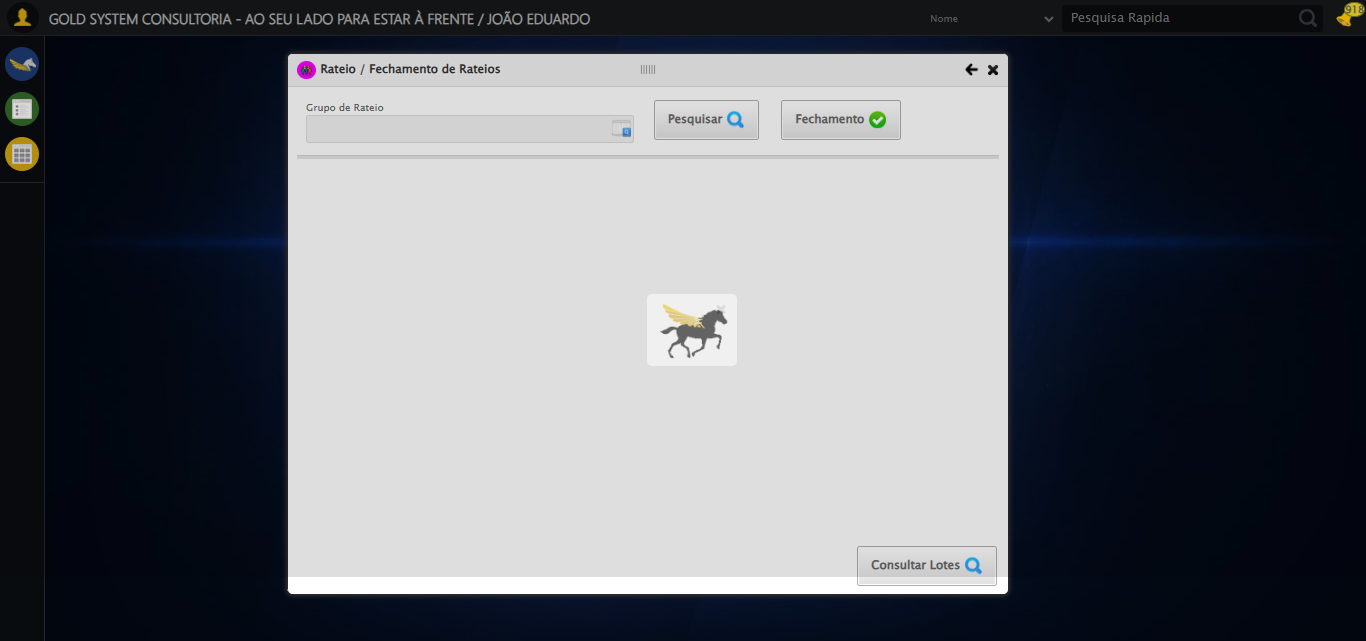 GOLD SYSTEM CONSULTORIA - AO SEU LADO PARA ESTAR À FRENTE / JOÃO EDUARDO
Nome
Pesquisa Rapida
918
Rateio / Fechamento de Rateios
Grupo de Rateio
Pesquisar
Fechamento
Consultar Lotes